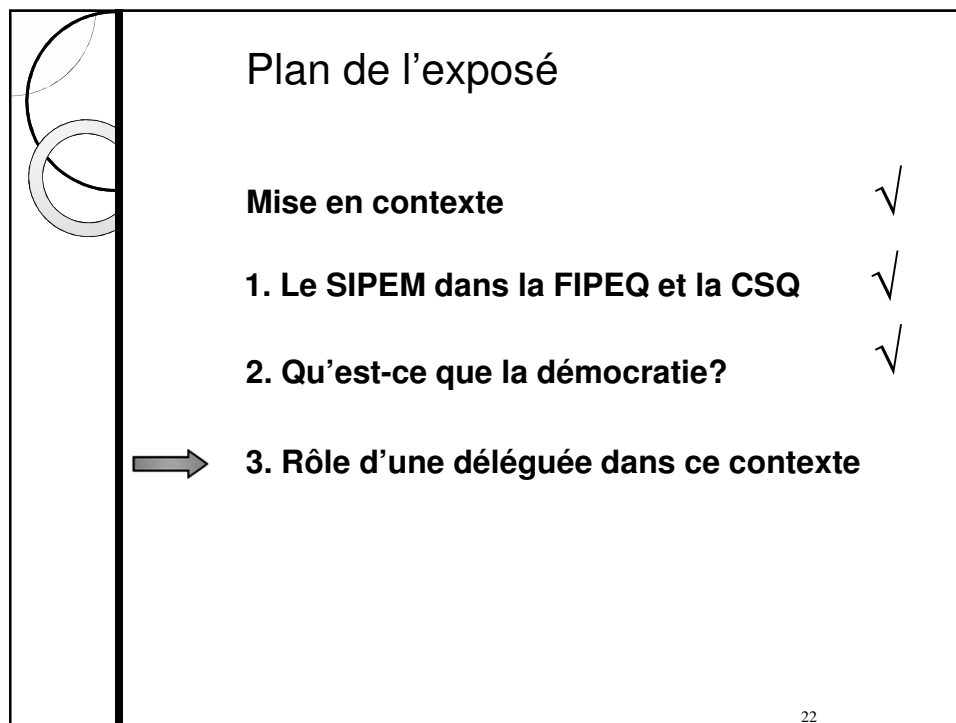 Plan de l'exposé
Mise en contexte √
1. Le SIPEM dans la FIPEQ et la CSQ √
2. Qu'est-ce que la démocratie? √
3. Rôle d'une déléguée dans ce contexte
22